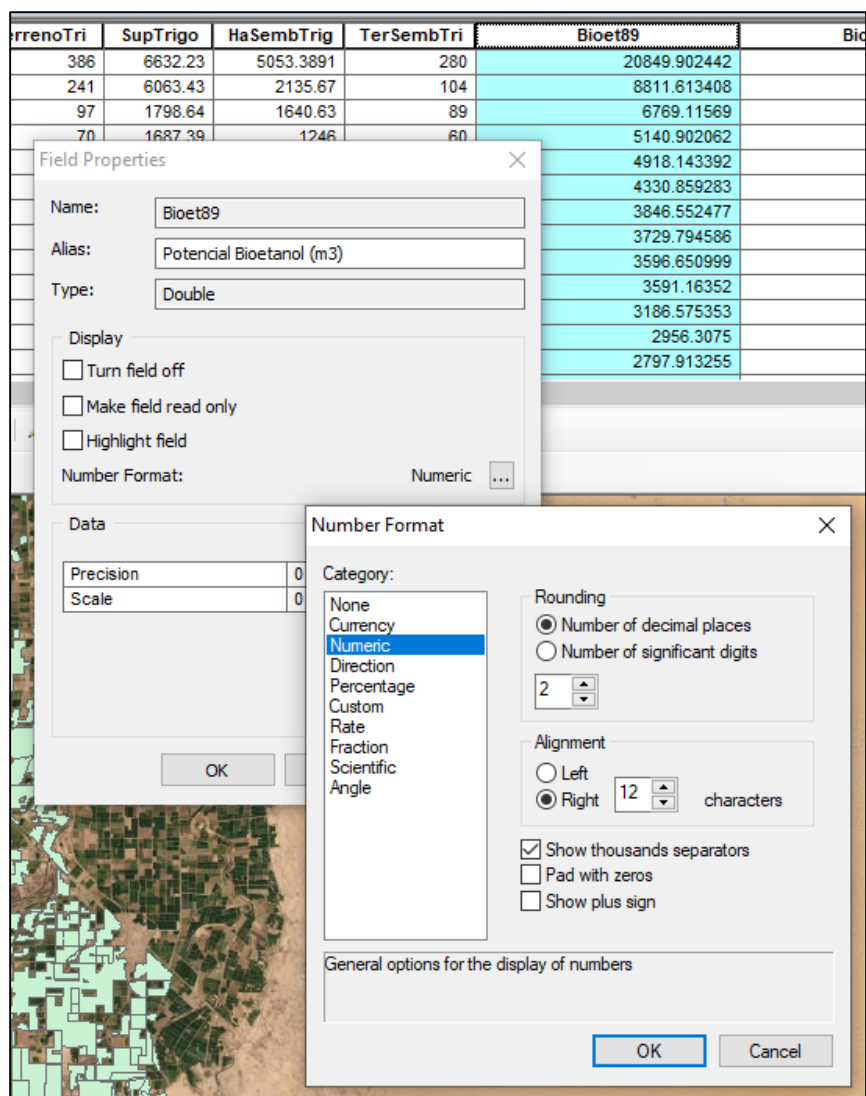 rrenoTri SupTrigo HaSembTrig TerSembTri Bioet89 Bio
386 6632.23 5053.3891 280 20849.902442
241 6063.43 2135.67 104 8811.613408
97 1798.64 1640.63 89 6769.11569
70 1687.39 1246 60 5140.902062
4918.143392
4330.859283
3846.552477
3729.794586
3596.650999
3591.16352
3186.575353
2956.3075
2797.913255
Field Properties
Name: Bioet89
Alias: Potencial Bioetanol (m3)
Type: Double
Display
Turn field off
Make field read only
Highlight field
Number Format: Numeric ...
Data
Precision 0
Scale 0
OK
Number Format
Category:
None
Currency
Numeric
Direction
Percentage
Custom
Rate
Fraction
Scientific
Angle
Rounding
Number of decimal places
Number of significant digits
2
Alignment
Left
Right 12 characters
Show thousands separators
Pad with zeros
Show plus sign
General options for the display of numbers
OK Cancel